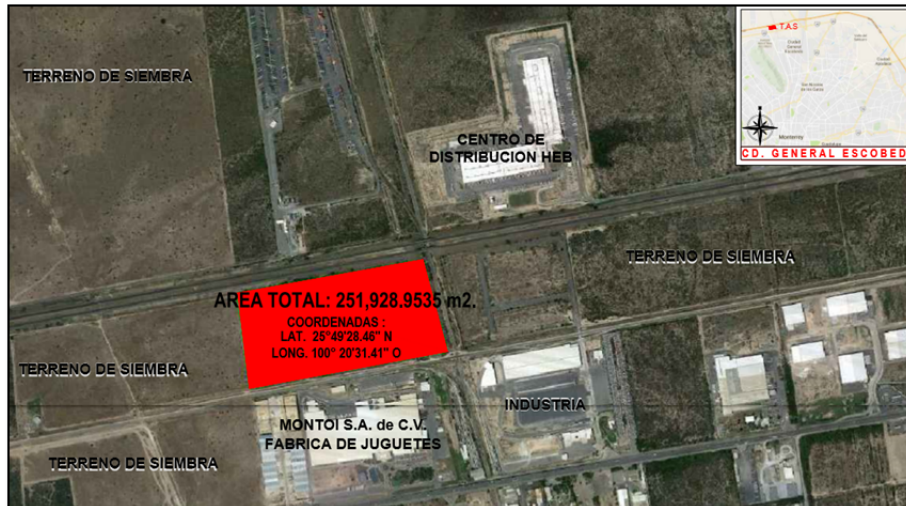 TERRENO DE SIEMBRA
CENTRO DE
DISTRIBUCION HEB
T.A.S
Monterrey
CD. GENERAL ESCOBED
TERRENO DE SIEMBRA
AREA TOTAL: 251,928.9535 m2.
COORDENADAS :
LAT. 25°49'28.46" N
LONG. 100° 20'31.41" O
TERRENO DE SIEMBRA
INDUSTRIA
MONTOI S.A. de C.V.
FABRICA DE JUGUETES
TERRENO DE SIEMBRA